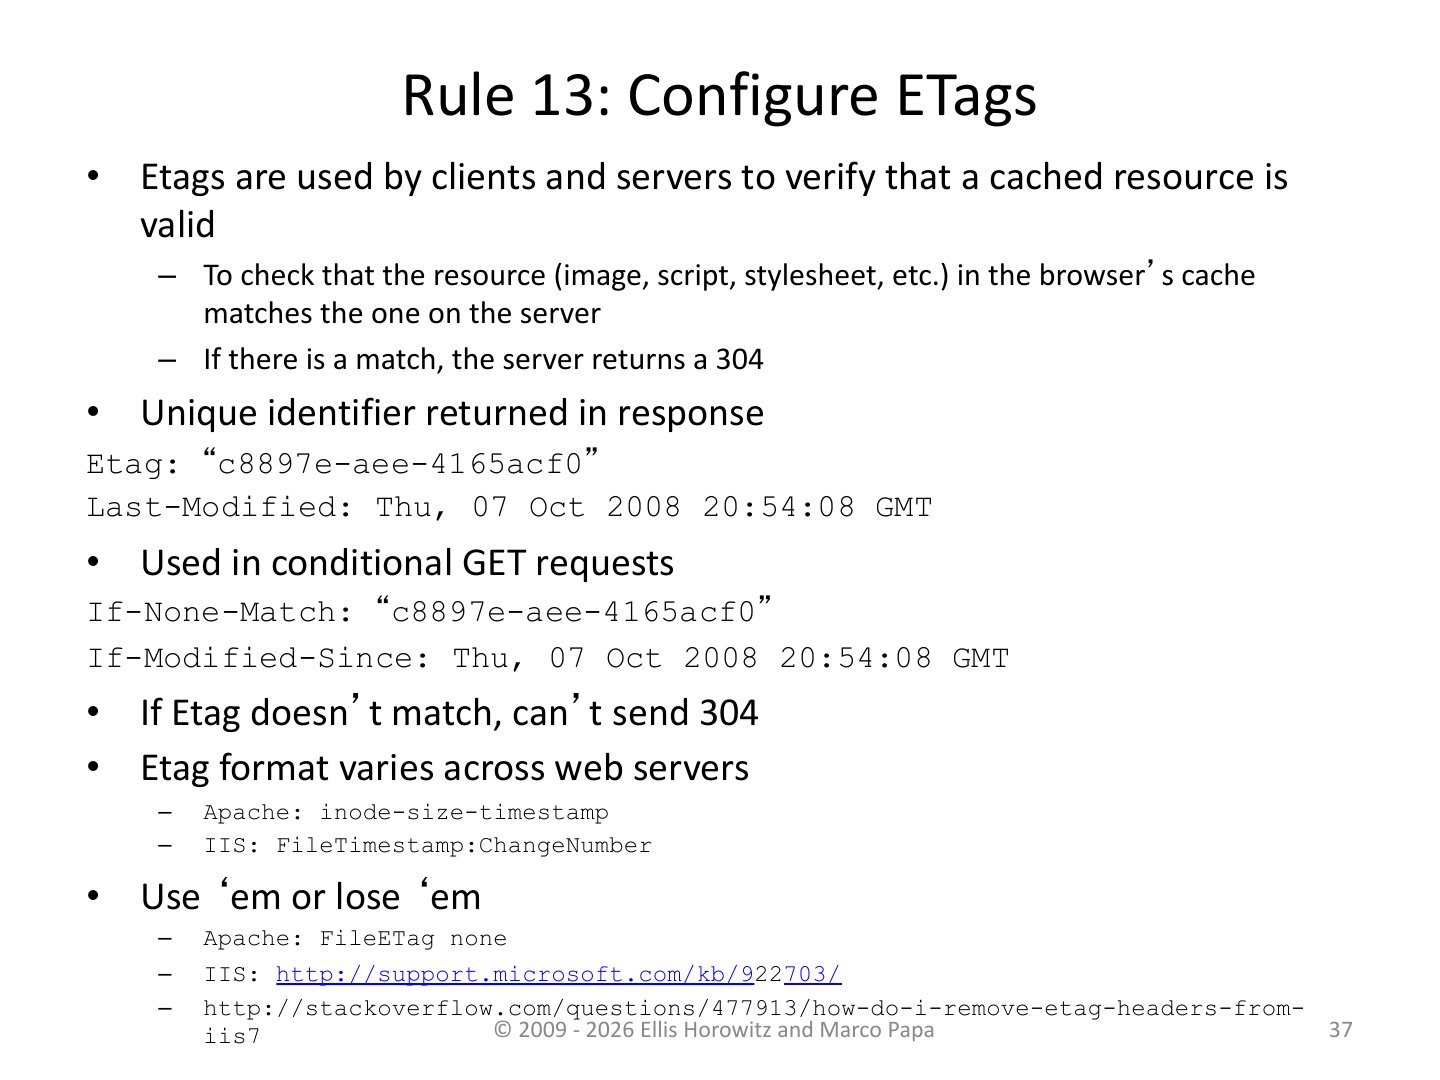 Rule 13: Configure ETags
• Etags are used by clients and servers to verify that a cached resource is
valid
– To check that the resource (image, script, stylesheet, etc.) in the browser’s cache
matches the one on the server
– If there is a match, the server returns a 304
• Unique identifier returned in response
Etag: “c8897e-aee-4165acf0”
Last-Modified: Thu, 07 Oct 2008 20:54:08 GMT
• Used in conditional GET requests
If-None-Match: “c8897e-aee-4165acf0”
If-Modified-Since: Thu, 07 Oct 2008 20:54:08 GMT
• If Etag doesn’t match, can’t send 304
• Etag format varies across web servers
– Apache: inode-size-timestamp
– IIS: FileTimestamp:ChangeNumber
• Use ‘em or lose ‘em
– Apache: FileETag none
– IIS: http://support.microsoft.com/kb/922703/
– http://stackoverflow.com/questions/477913/how-do-i-remove-etag-headers-from-
iis7
© 2009 - 2026 Ellis Horowitz and Marco Papa
37